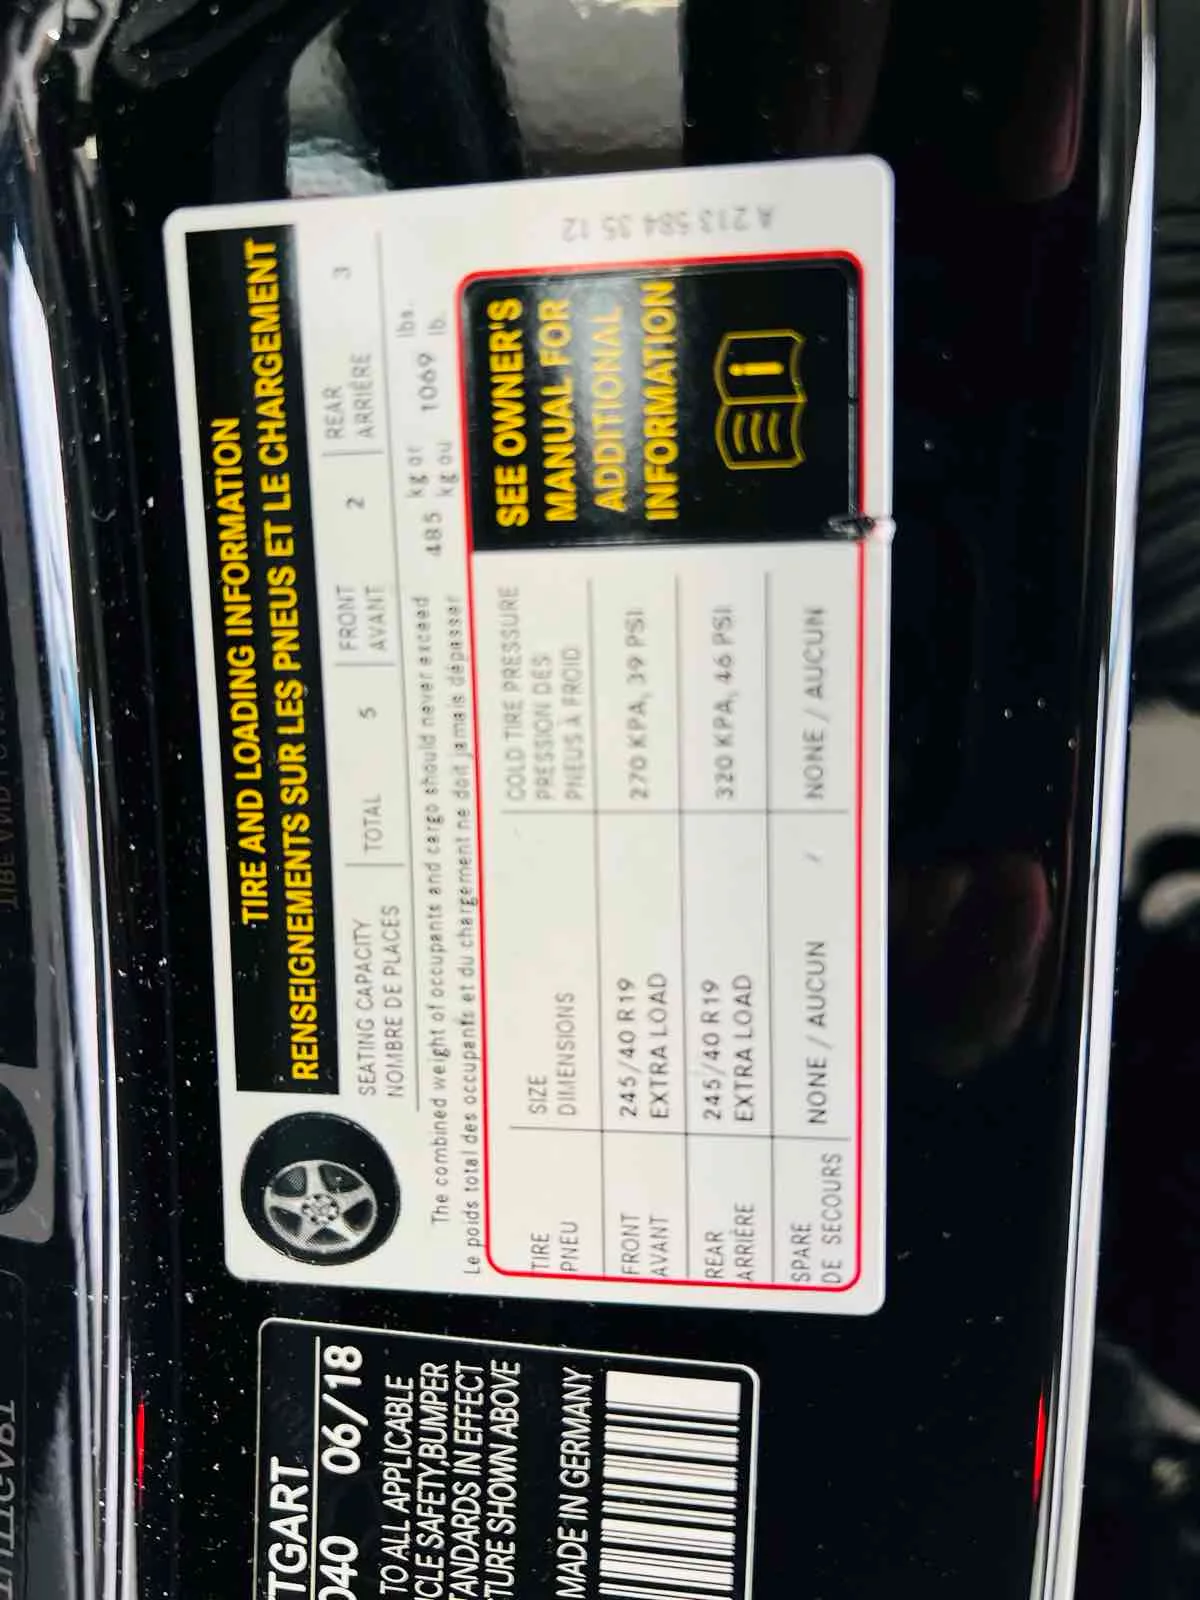 TIRE AND LOADING INFORMATION
RENSEIGNEMENTS SUR LES PNEUS ET LE CHARGEMENT
SEATING CAPACITY
NOMBRE DE PLACES
TOTAL 5
FRONT
AVANT
2
REAR
ARRIÈRE
3
The combined weight of occupants and cargo should never exceed 485 kg or 1069 lbs.
Le poids total des occupants et du chargement ne doit jamais dépasser kg ou lb.
TIRE
PNEU
SIZE
DIMENSIONS
COLD TIRE PRESSURE
PRESSION DES
PNEUS À FROID
FRONT
AVANT
245/40 R19
EXTRA LOAD
270 KPA, 39 PSI
REAR
ARRIÈRE
245/40 R19
EXTRA LOAD
320 KPA, 46 PSI
SPARE
DE SECOURS
NONE / AUCUN
/
NONE / AUCUN
SEE OWNER'S
MANUAL FOR
ADDITIONAL
INFORMATION
i
A 213 584 35 12
TTGART
040 06/18
TO ALL APPLICABLE
CLE SAFETY,BUMPER
TANDARDS IN EFFECT
TURE SHOWN ABOVE
MADE IN GERMANY